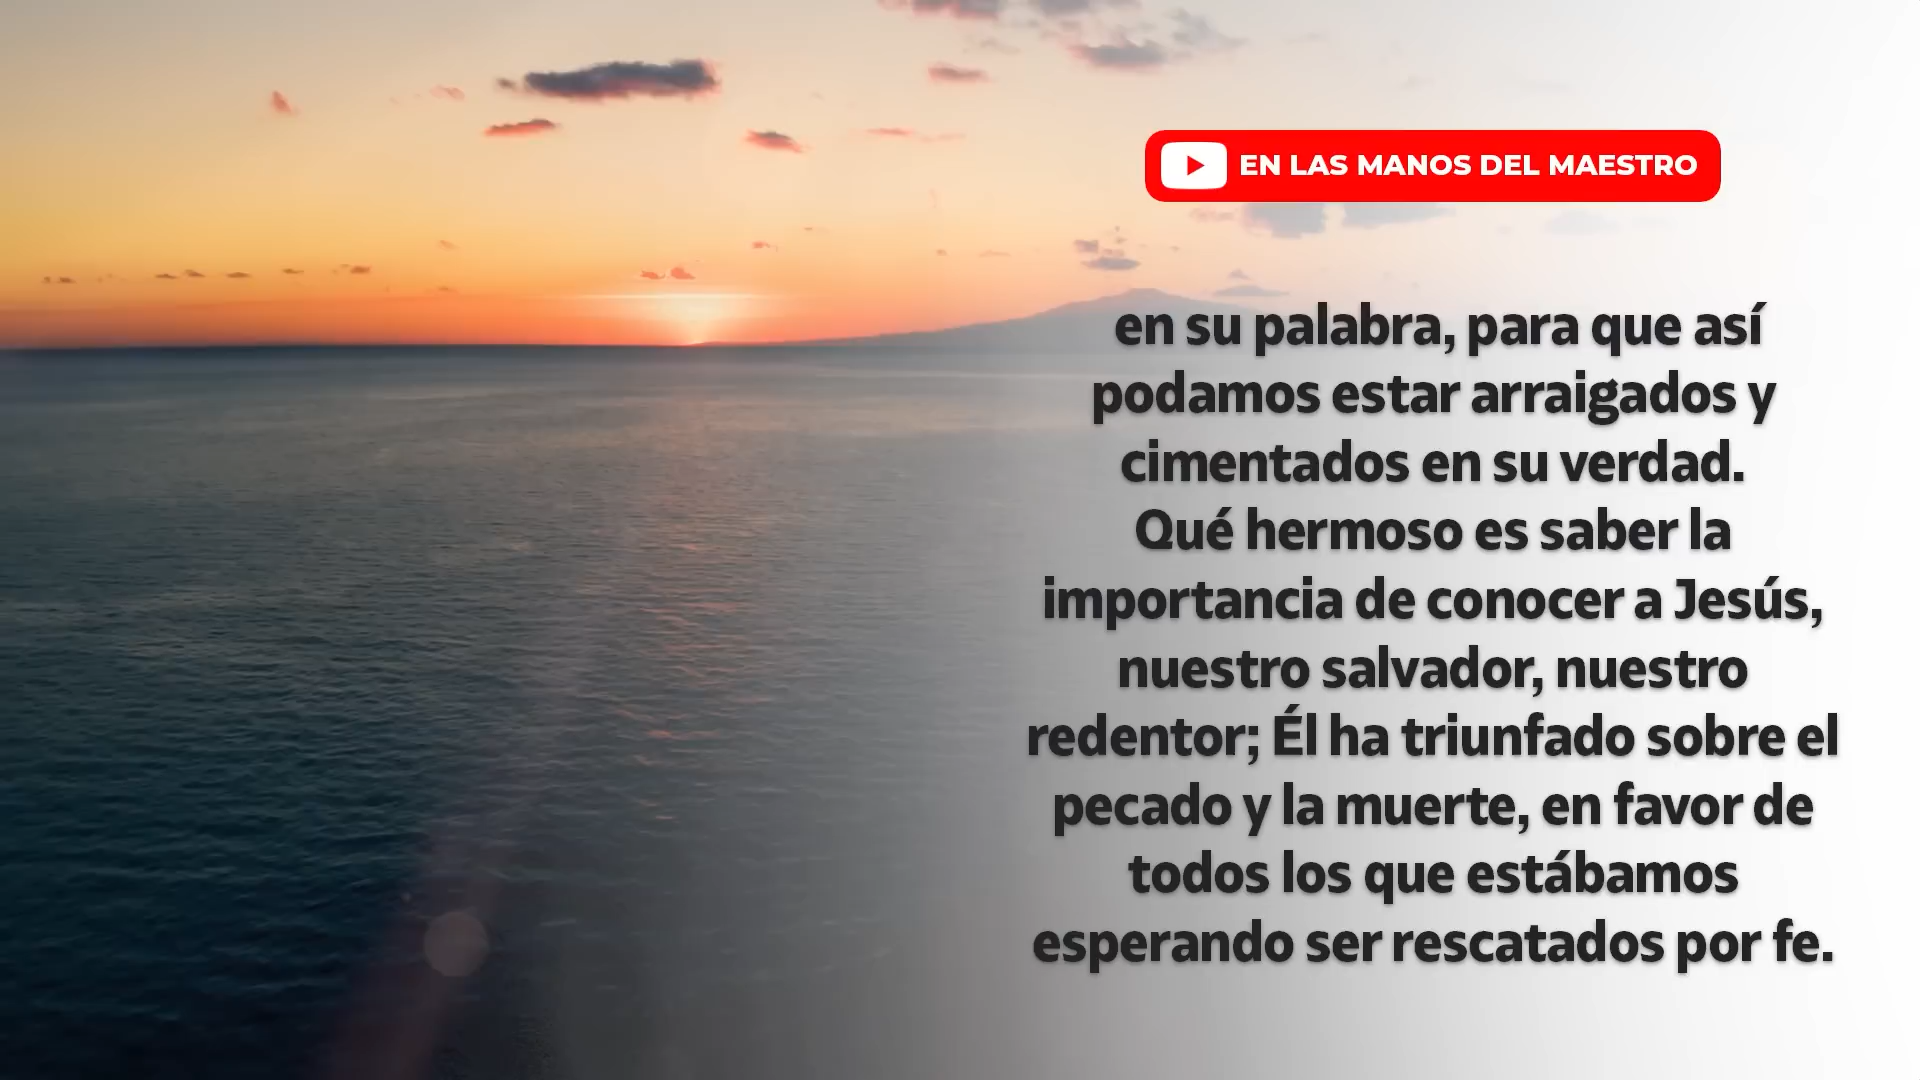 EN LAS MANOS DEL MAESTRO
en su palabra, para que así
podamos estar arraigados y
cimentados en su verdad.
Qué hermoso es saber la
importancia de conocer a Jesús,
nuestro salvador, nuestro
redentor; Él ha triunfado sobre el
pecado y la muerte, en favor de
todos los que estábamos
esperando ser rescatados por fe.